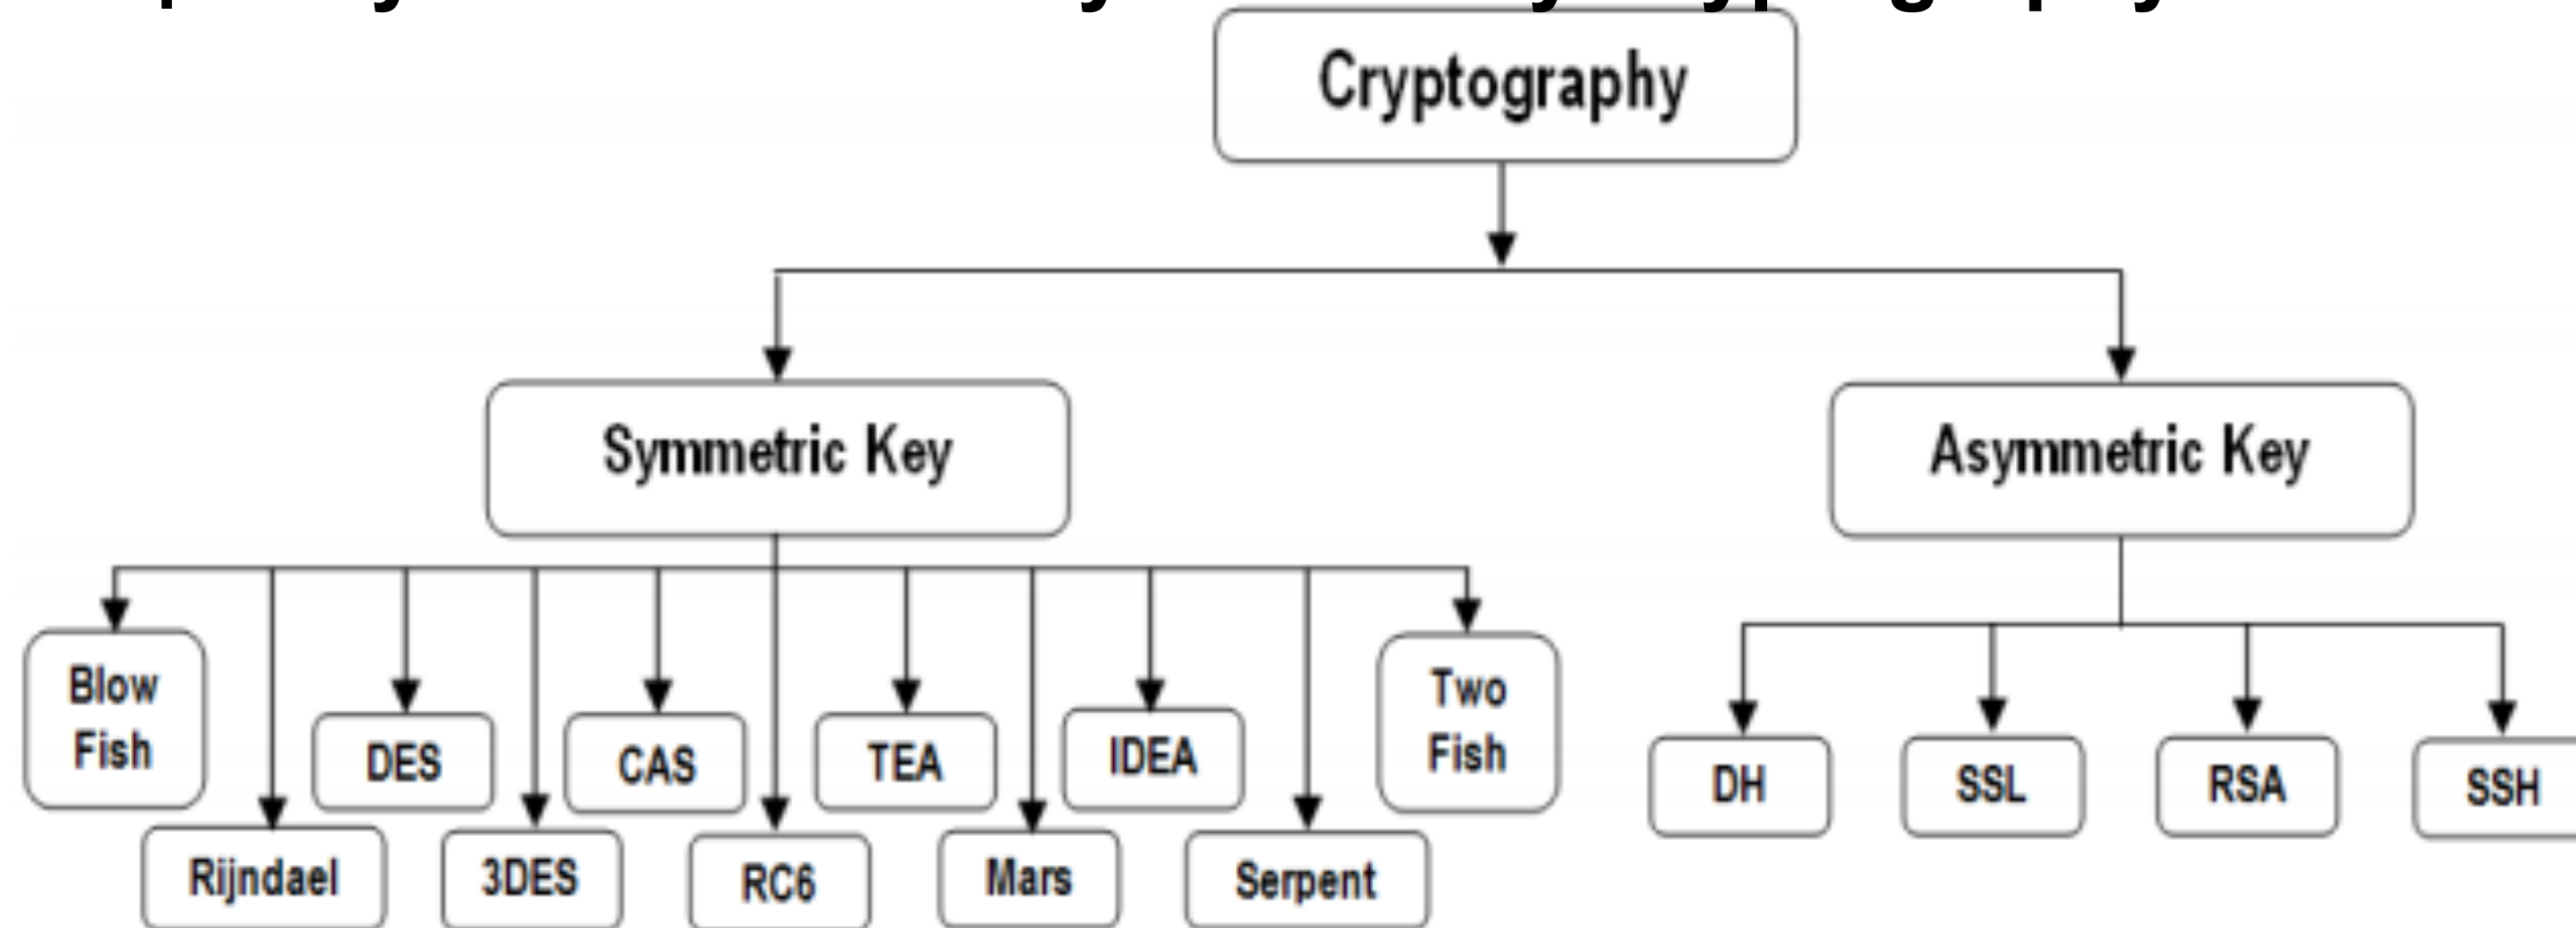 Cryptography
Symmetric Key
Asymmetric Key
Blow
Fish
Rijndael
DES
3DES
CAS
RC6
TEA
Mars
IDEA
Serpent
Two
Fish
DH
SSL
RSA
SSH